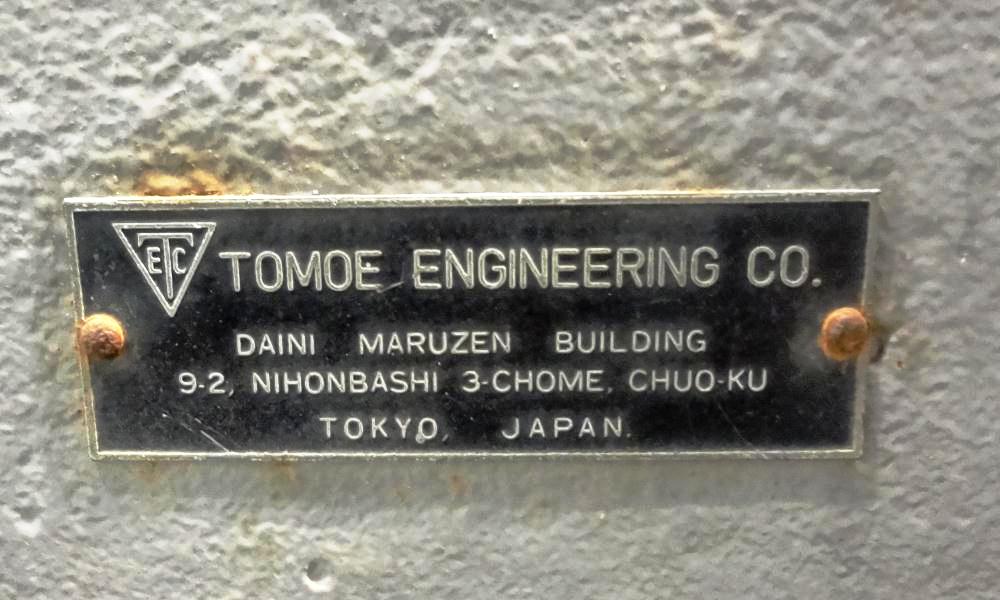 TEC TOMOE ENGINEERING CO.
DAINI MARUZEN BUILDING
9-2, NIHONBASHI 3-CHOME, CHUO-KU
TOKYO, JAPAN.